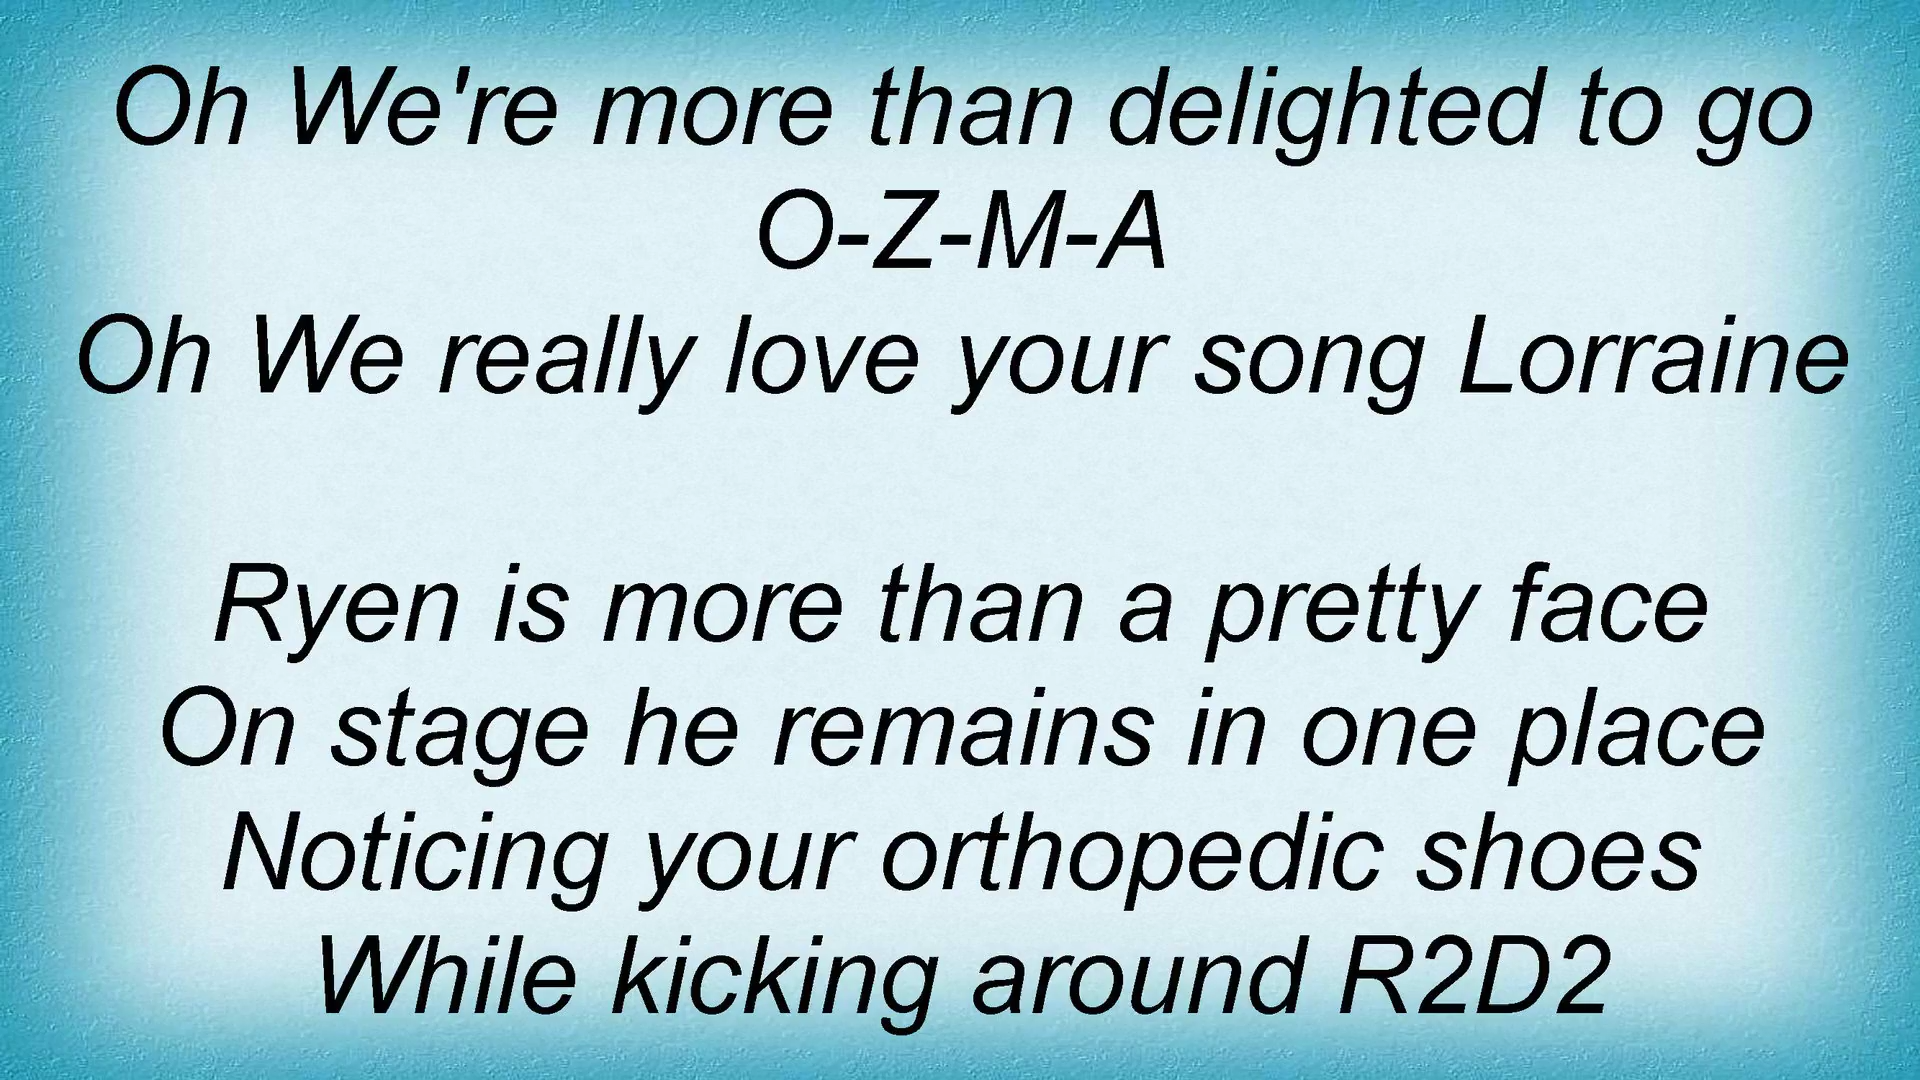 Oh We're more than delighted to go
O-Z-M-A
Oh We really love your song Lorraine
Ryen is more than a pretty face
On stage he remains in one place
Noticing your orthopedic shoes
While kicking around R2D2